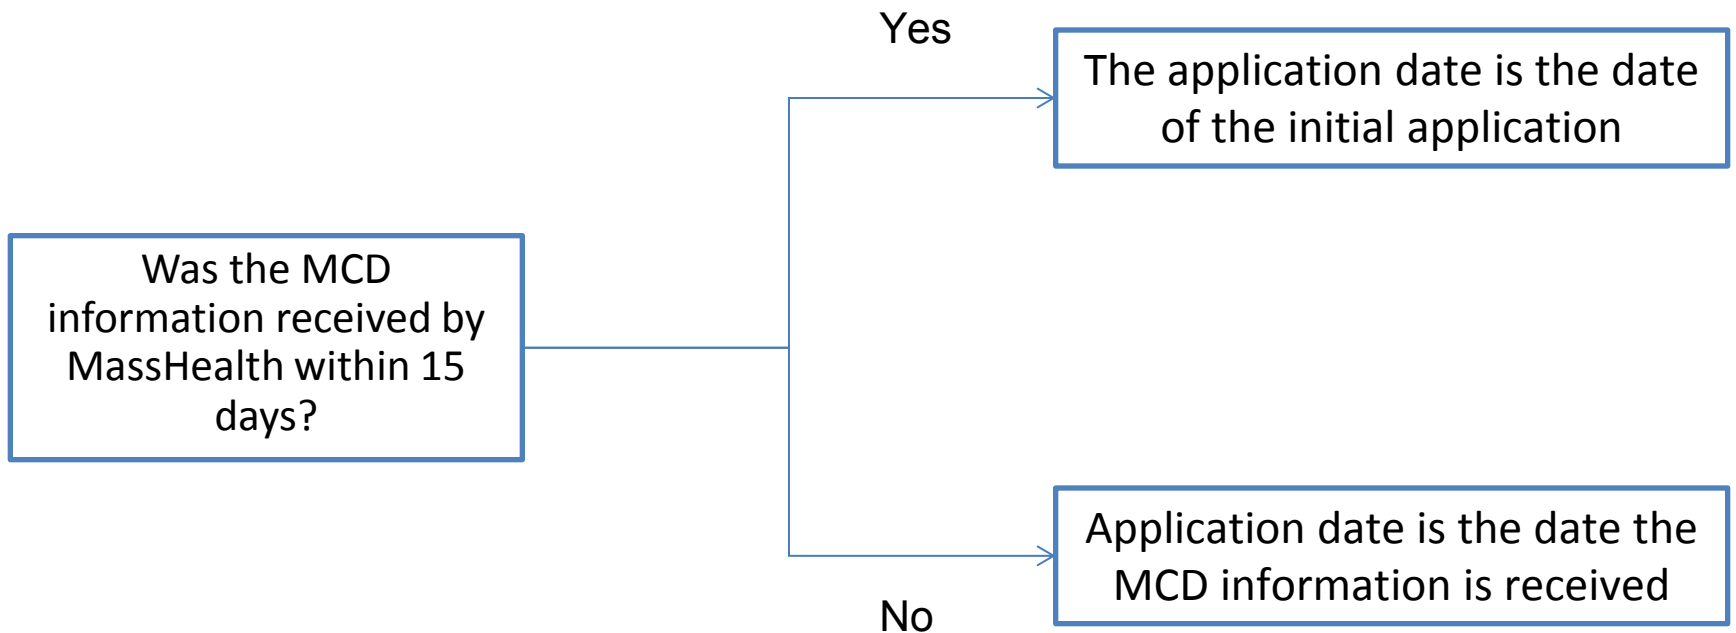 Yes
The application date is the date
of the initial application
Was the MCD
information received by
MassHealth within 15
days?
Application date is the date the
MCD information is received
No